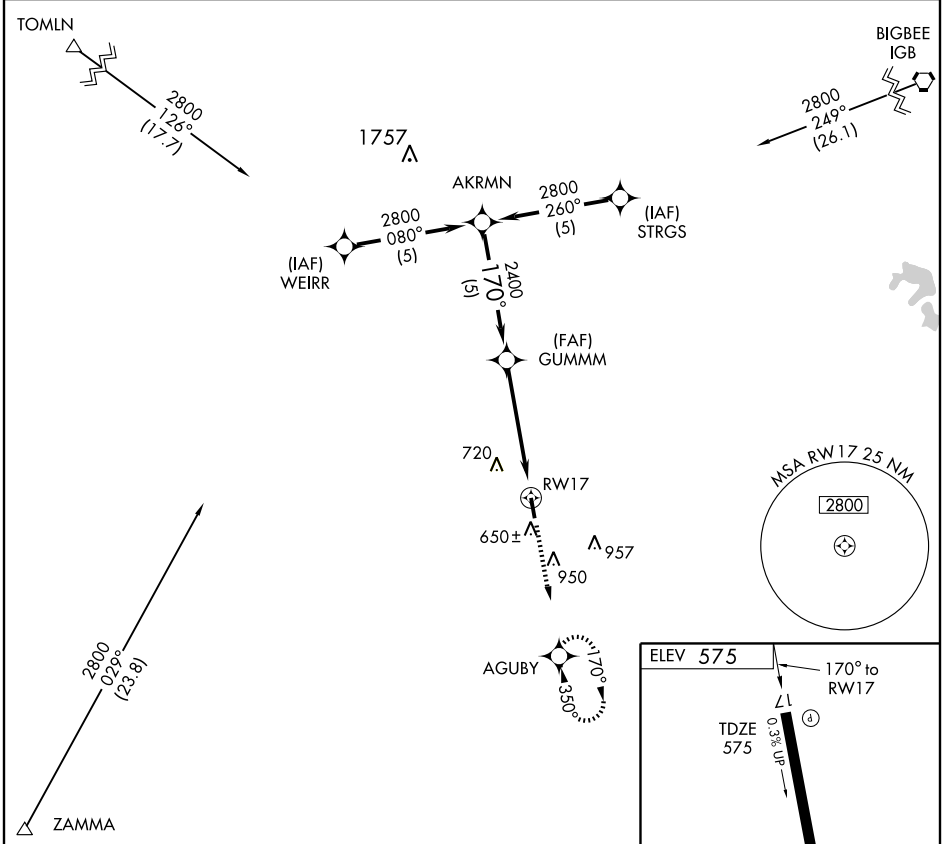 TOMLN
2800
126°
(17.7)
BIGBEE
IGB
2800
249°
(26.1)
1757
AKRMN
2800
080°
(5)
2800
260°
(5)
(IAF)
STRGS
(IAF)
WEIRR
2400
170°
(5)
(FAF)
GUMMM
720
RW17
650±
957
950
MSA RW17 25 NM
2800
2800
029°
(23.8)
AGUBY
170°
350°
ZAMMA
ELEV 575
170° to
RW17
17
P
TDZE
575
0.3% UP